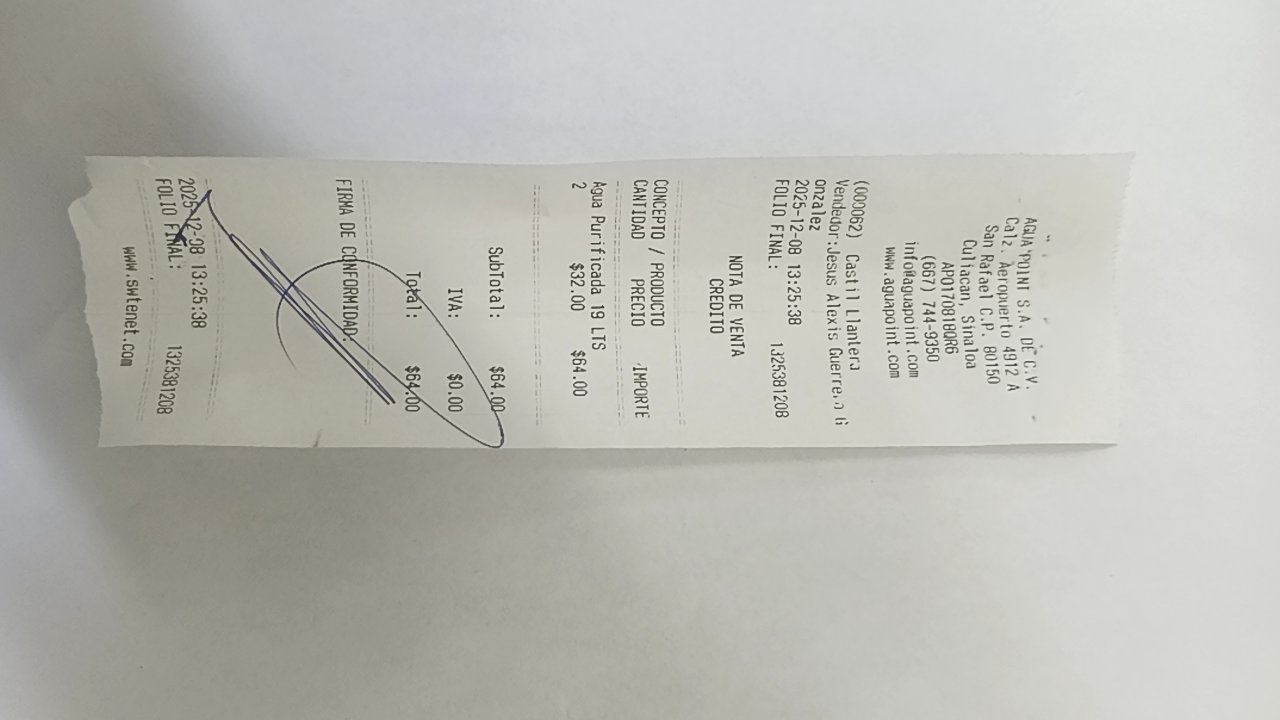 AGUA POINT S.A. DE C.V.
Calz. Aeropuerto 4912 A
San Rafael C.P. 80150
Culiacan, Sinaloa
APO170818QR6
(667) 744-9350
info@aguapoint.com
www.aguapoint.com
(000062) Castil Llantera
Vendedor:Jesus Alexis Guerrero G
onzalez
2025-12-08 13:25:38
FOLIO FINAL: 1325381208
NOTA DE VENTA
CREDITO
CONCEPTO / PRODUCTO
CANTIDAD PRECIO IMPORTE
Agua Purificada 19 LTS
2 $32.00 $64.00
SubTotal: $64.00
IVA: $0.00
Total: $64.00
FIRMA DE CONFORMIDAD:
2025-12-08 13:25:38
FOLIO FINAL: 1325381208
www.swtenet.com